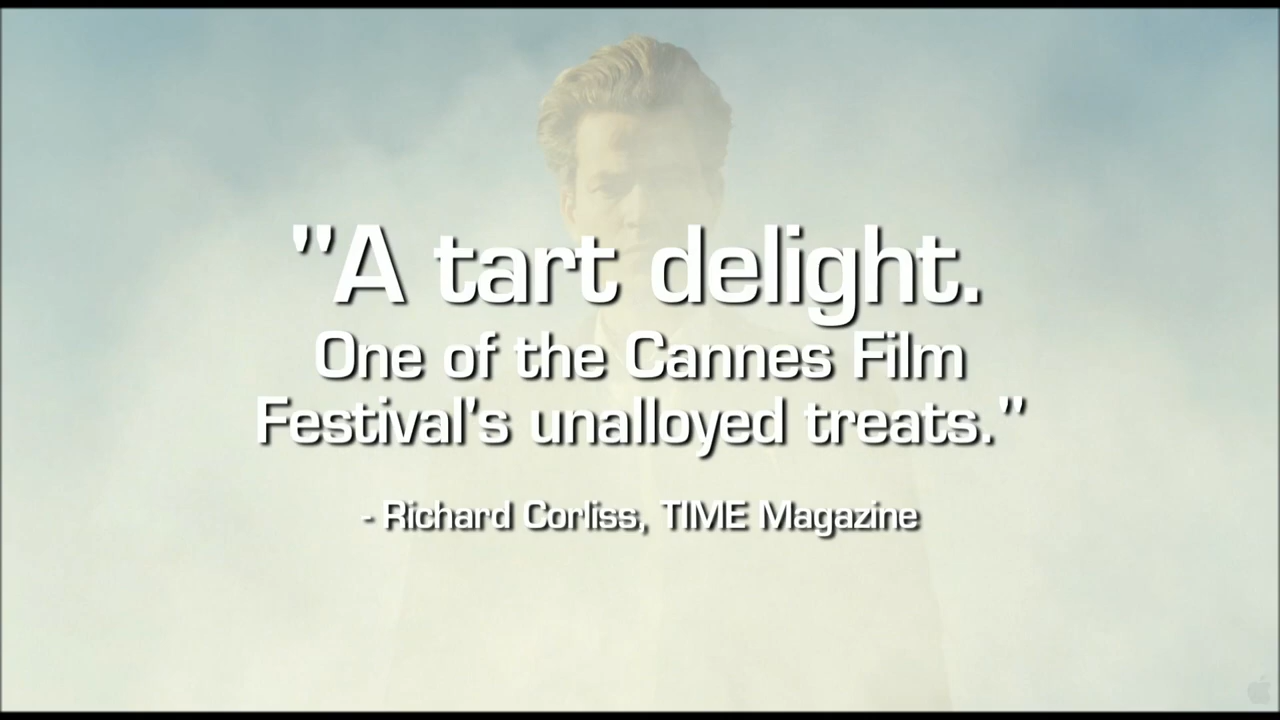 "A tart delight.
One of the Cannes Film
Festival's unalloyed treats."
- Richard Corliss, TIME Magazine